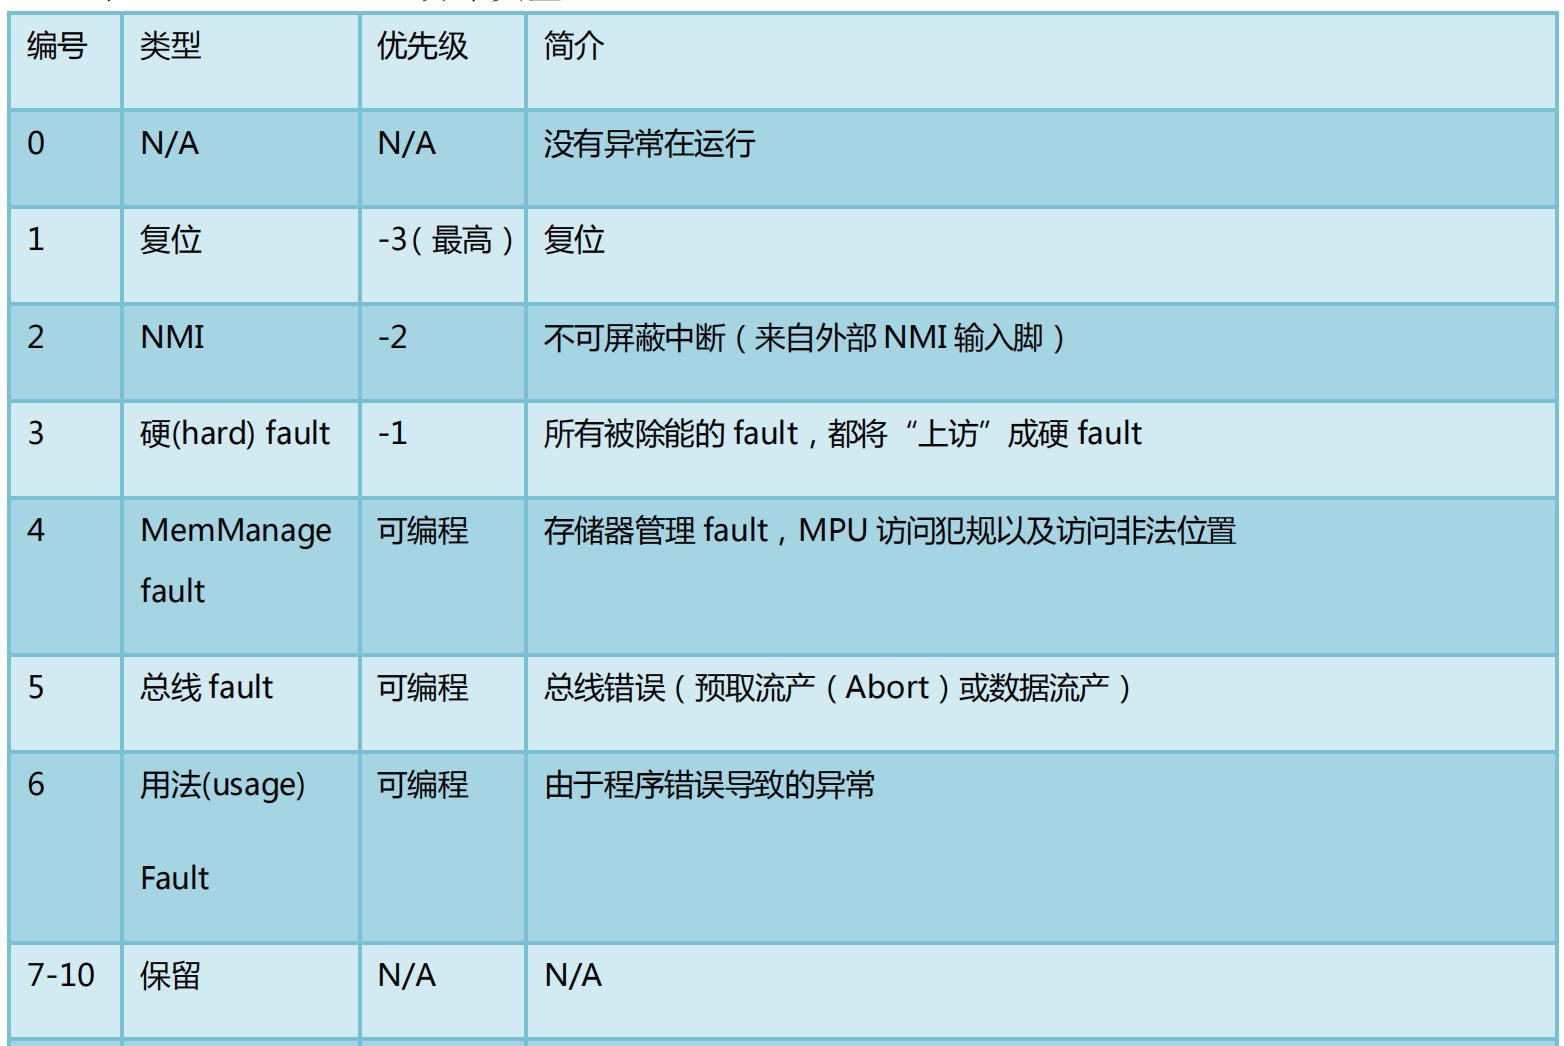 编号 类型 优先级 简介
0 N/A N/A 没有异常在运行
1 复位 -3（最高） 复位
2 NMI -2 不可屏蔽中断（来自外部 NMI 输入脚）
3 硬(hard) fault -1 所有被除能的 fault，都将“上访”成硬 fault
4 MemManage 可编程 存储器管理 fault，MPU 访问犯规以及访问非法位置
fault
5 总线 fault 可编程 总线错误（预取流产（Abort）或数据流产）
6 用法(usage) 可编程 由于程序错误导致的异常
Fault
7-10 保留 N/A N/A